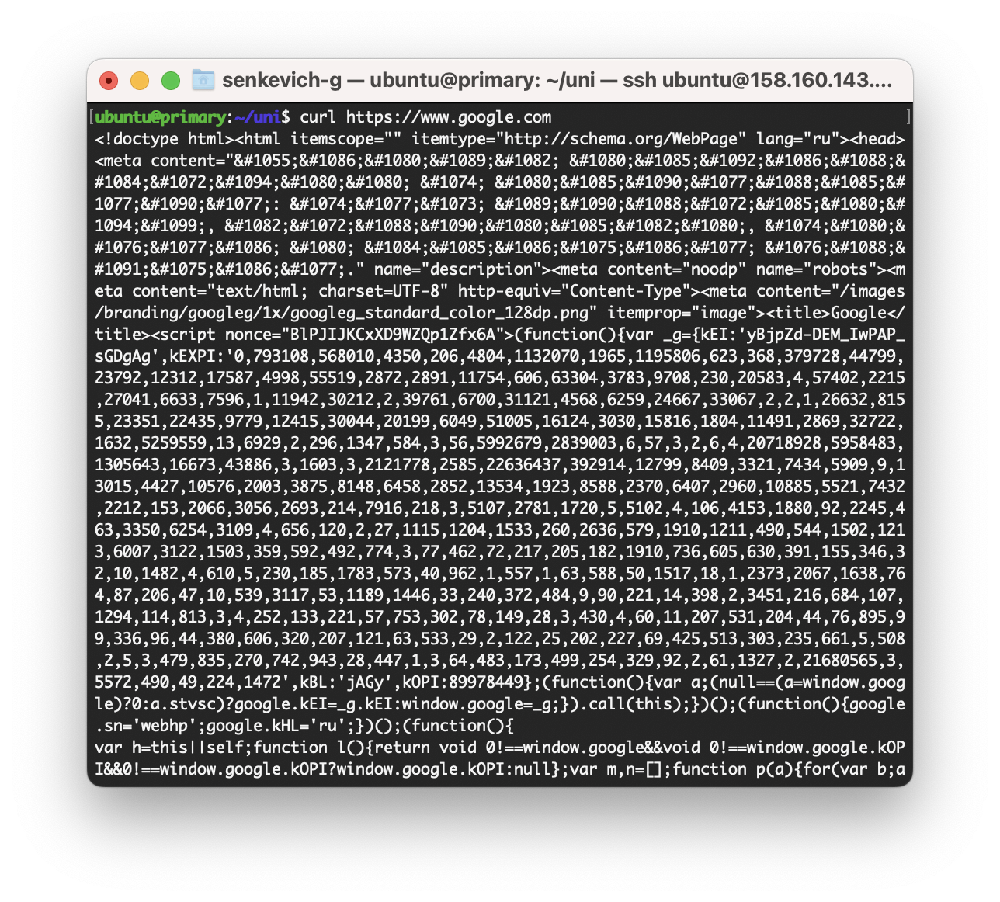 senkevich-g — ubuntu@primary: ~/uni — ssh ubuntu@158.160.143....
[ubuntu@primary:~/uni$ curl https://www.google.com ]
<!doctype html><html itemscope="" itemtype="http://schema.org/WebPage" lang="ru"><head>
<meta content="&#1055;&#1086;&#1080;&#1089;&#1082; &#1080;&#1085;&#1092;&#1086;&#1088;&
#1084;&#1072;&#1094;&#1080;&#1080; &#1074; &#1080;&#1085;&#1090;&#1077;&#1088;&#1085;&#
1077;&#1090;&#1077;: &#1074;&#1077;&#1073; &#1089;&#1090;&#1088;&#1072;&#1085;&#1080;&#
1094;&#1099;, &#1082;&#1072;&#1088;&#1090;&#1080;&#1085;&#1082;&#1080;, &#1074;&#1080;&
#1076;&#1077;&#1086; &#1080; &#1084;&#1085;&#1086;&#1075;&#1086;&#1077; &#1076;&#1088;&
#1091;&#1075;&#1086;&#1077;." name="description"><meta content="noodp" name="robots"><m
eta content="text/html; charset=UTF-8" http-equiv="Content-Type"><meta content="/images
/branding/googleg/1x/googleg_standard_color_128dp.png" itemprop="image"><title>Google</
title><script nonce="BlPJIJKCxXD9WZQp1Zfx6A">(function(){var _g={kEI:'yBjpZd-DEM_IwPAP_
sGDgAg',kEXPI:'0,793108,568010,4350,206,4804,1132070,1965,1195806,623,368,379728,44799,
23792,12312,17587,4998,55519,2872,2891,11754,606,63304,3783,9708,230,20583,4,57402,2215
,27041,6633,7596,1,11942,30212,2,39761,6700,31121,4568,6259,24667,33067,2,2,1,26632,815
5,23351,22435,9779,12415,30044,20199,6049,51005,16124,3030,15816,1804,11491,2869,32722,
1632,5259559,13,6929,2,296,1347,584,3,56,5992679,2839003,6,57,3,2,6,4,20718928,5958483,
1305643,16673,43886,3,1603,3,2121778,2585,22636437,392914,12799,8409,3321,7434,5909,9,1
3015,4427,10576,2003,3875,8148,6458,2852,13534,1923,8588,2370,6407,2960,10885,5521,7432
,2212,153,2066,3056,2693,214,7916,218,3,5107,2781,1720,5,5102,4,106,4153,1880,92,2245,4
63,3350,6254,3109,4,656,120,2,27,1115,1204,1533,260,2636,579,1910,1211,490,544,1502,121
3,6007,3122,1503,359,592,492,774,3,77,462,72,217,205,182,1910,736,605,630,391,155,346,3
2,10,1482,4,610,5,230,185,1783,573,40,962,1,557,1,63,588,50,1517,18,1,2373,2067,1638,76
4,87,206,47,10,539,3117,53,1189,1446,33,240,372,484,9,90,221,14,398,2,3451,216,684,107,
1294,114,813,3,4,252,133,221,57,753,302,78,149,28,3,430,4,60,11,207,531,204,44,76,895,9
9,336,96,44,380,606,320,207,121,63,533,29,2,122,25,202,227,69,425,513,303,235,661,5,508
,2,5,3,479,835,270,742,943,28,447,1,3,64,483,173,499,254,329,92,2,61,1327,2,21680565,3,
5572,490,49,224,1472',kBL:'jAGy',kOPI:89978449};(function(){var a;(null==(a=window.goog
le)?0:a.stvsc)?google.kEI=_g.kEI:window.google=_g;}).call(this);})();(function(){google
.sn='webhp';google.kHL='ru';})();(function(){
var h=this||self;function l(){return void 0!==window.google&&void 0!==window.google.kOP
I&&0!==window.google.kOPI?window.google.kOPI:null};var m,n=[];function p(a){for(var b;a